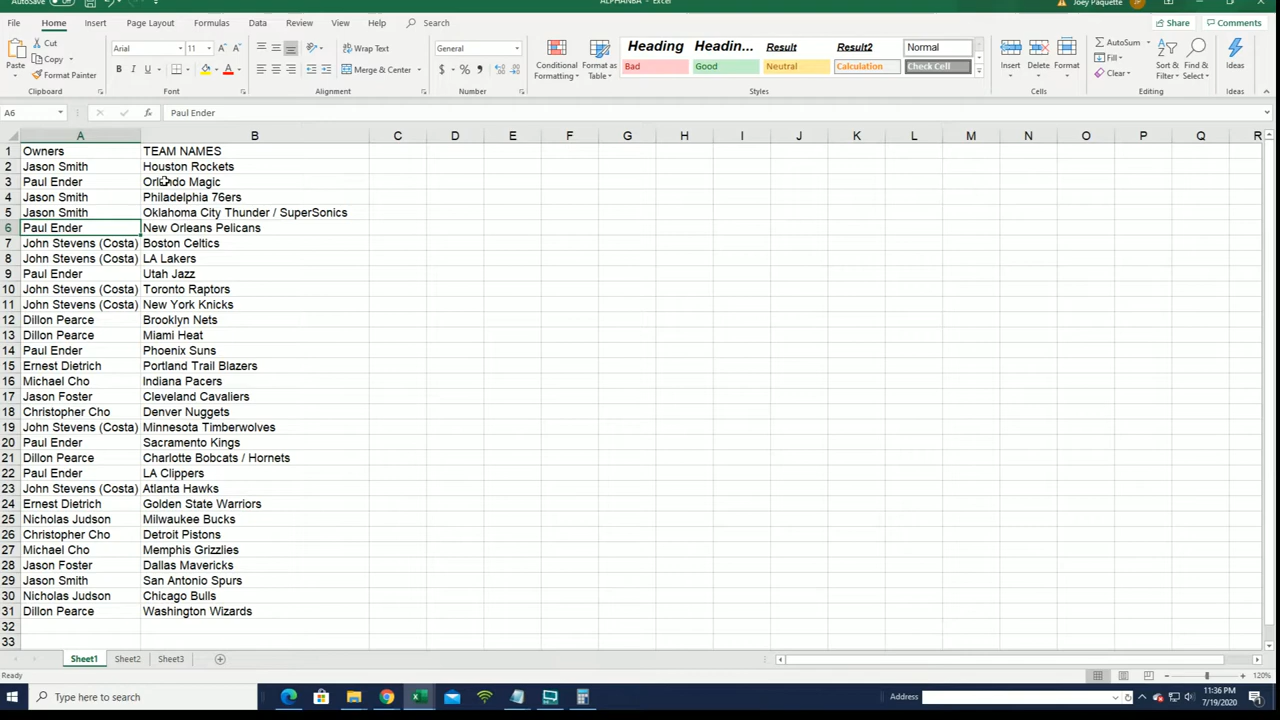 AutoSave Off ALPHANBA - Excel Joey Paquette JP
File Home Insert Page Layout Formulas Data Review View Help Search Share Comments
Paste Cut Copy Format Painter Clipboard
Arial 11 A A B I U A Font
Wrap Text Merge & Center Alignment
General $ % , Number
Conditional Formatting Format as Table
Heading Headin... Result Result2 Normal
Bad Good Neutral Calculation Check Cell
Styles
Insert Delete Format Cells
AutoSum Fill Clear Sort & Filter Find & Select Editing
Ideas Ideas
A6 fx Paul Ender
A B C D E F G H I J K L M N O P Q R
1 Owners TEAM NAMES
2 Jason Smith Houston Rockets
3 Paul Ender Orlando Magic
4 Jason Smith Philadelphia 76ers
5 Jason Smith Oklahoma City Thunder / SuperSonics
6 Paul Ender New Orleans Pelicans
7 John Stevens (Costa) Boston Celtics
8 John Stevens (Costa) LA Lakers
9 Paul Ender Utah Jazz
10 John Stevens (Costa) Toronto Raptors
11 John Stevens (Costa) New York Knicks
12 Dillon Pearce Brooklyn Nets
13 Dillon Pearce Miami Heat
14 Paul Ender Phoenix Suns
15 Ernest Dietrich Portland Trail Blazers
16 Michael Cho Indiana Pacers
17 Jason Foster Cleveland Cavaliers
18 Christopher Cho Denver Nuggets
19 John Stevens (Costa) Minnesota Timberwolves
20 Paul Ender Sacramento Kings
21 Dillon Pearce Charlotte Bobcats / Hornets
22 Paul Ender LA Clippers
23 John Stevens (Costa) Atlanta Hawks
24 Ernest Dietrich Golden State Warriors
25 Nicholas Judson Milwaukee Bucks
26 Christopher Cho Detroit Pistons
27 Michael Cho Memphis Grizzlies
28 Jason Foster Dallas Mavericks
29 Jason Smith San Antonio Spurs
30 Nicholas Judson Chicago Bulls
31 Dillon Pearce Washington Wizards
32
33
Sheet1 Sheet2 Sheet3
Ready 120%
Type here to search Address 11:36 PM
7/19/2020